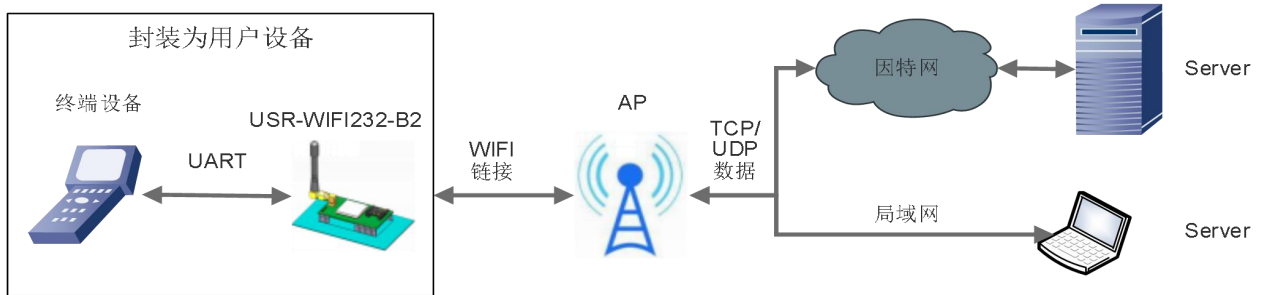 封装为用户设备
终端设备
USR-WIFI232-B2
UART
WIFI
链接
AP
TCP/
UDP
数据
因特网
Server
局域网
Server